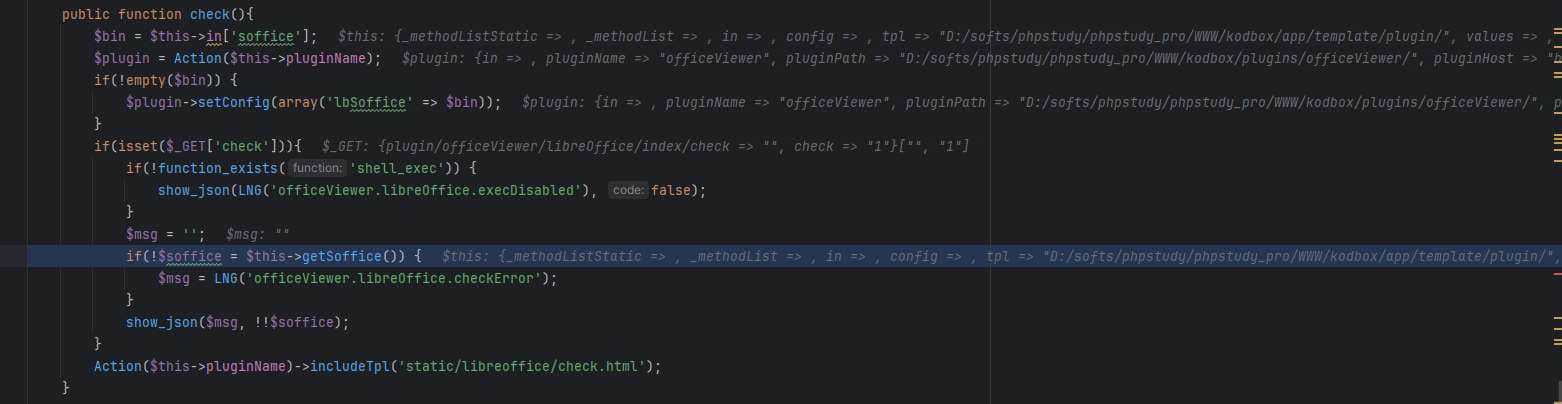 public function check(){
$bin = $this->in['soffice'];   $this: {_methodListStatic => , _methodList => , in => , config => , tpl => "D:/softs/phpstudy/phpstudy_pro/WWW/kodbox/app/template/plugin/", values => ,
$plugin = Action($this->pluginName);   $plugin: {in => , pluginName => "officeViewer", pluginPath => "D:/softs/phpstudy/phpstudy_pro/WWW/kodbox/plugins/officeViewer/", pluginHost => "h
if(!empty($bin)) {
$plugin->setConfig(array('lbSoffice' => $bin));   $plugin: {in => , pluginName => "officeViewer", pluginPath => "D:/softs/phpstudy/phpstudy_pro/WWW/kodbox/plugins/officeViewer/", p
}
if(isset($_GET['check'])){   $_GET: {plugin/officeViewer/libreOffice/index/check => "", check => "1"}["", "1"]
if(!function_exists( function: 'shell_exec')) {
show_json(LNG('officeViewer.libreOffice.execDisabled'), code: false);
}
$msg = '';   $msg: ""
if(!$soffice = $this->getSoffice()) {   $this: {_methodListStatic => , _methodList => , in => , config => , tpl => "D:/softs/phpstudy/phpstudy_pro/WWW/kodbox/app/template/plugin/",
$msg = LNG('officeViewer.libreOffice.checkError');
}
show_json($msg, !!$soffice);
}
Action($this->pluginName)->includeTpl('static/libreoffice/check.html');
}